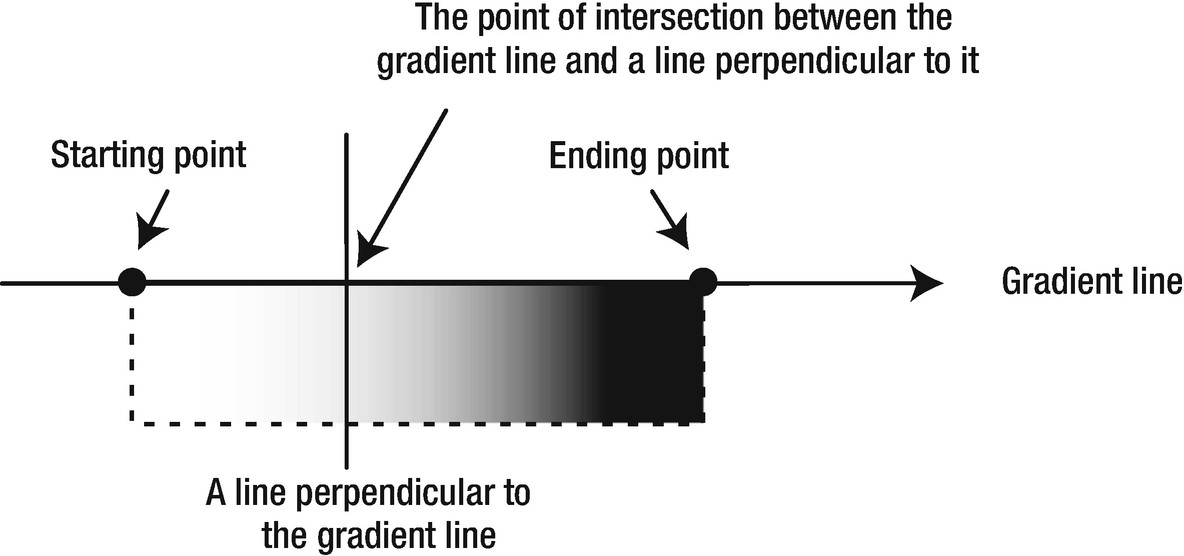 The point of intersection between the
gradient line and a line perpendicular to it
Starting point
Ending point
Gradient line
A line perpendicular to
the gradient line